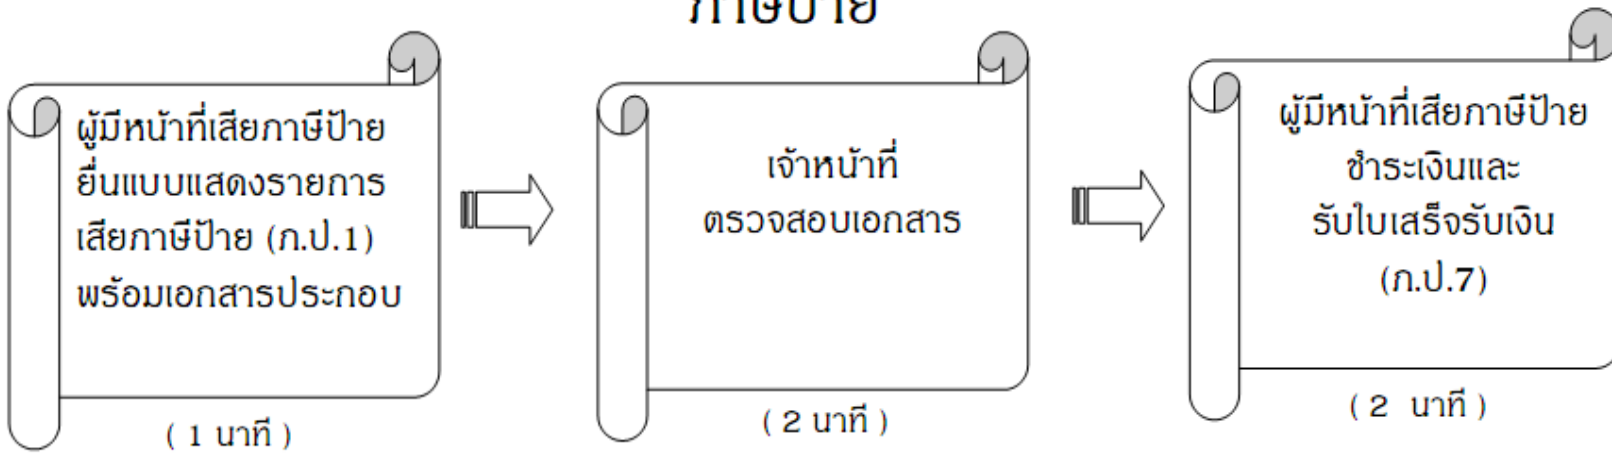 ภาษีป้าย
ผู้มีหน้าที่เสียภาษีป้าย
ยื่นแบบแสดงรายการ
เสียภาษีป้าย (ภ.ป.1)
พร้อมเอกสารประกอบ
( 1 นาที )
เจ้าหน้าที่
ตรวจสอบเอกสาร
( 2 นาที )
ผู้มีหน้าที่เสียภาษีป้าย
ชำระเงินและ
รับใบเสร็จรับเงิน
(ภ.ป.7)
( 2 นาที )